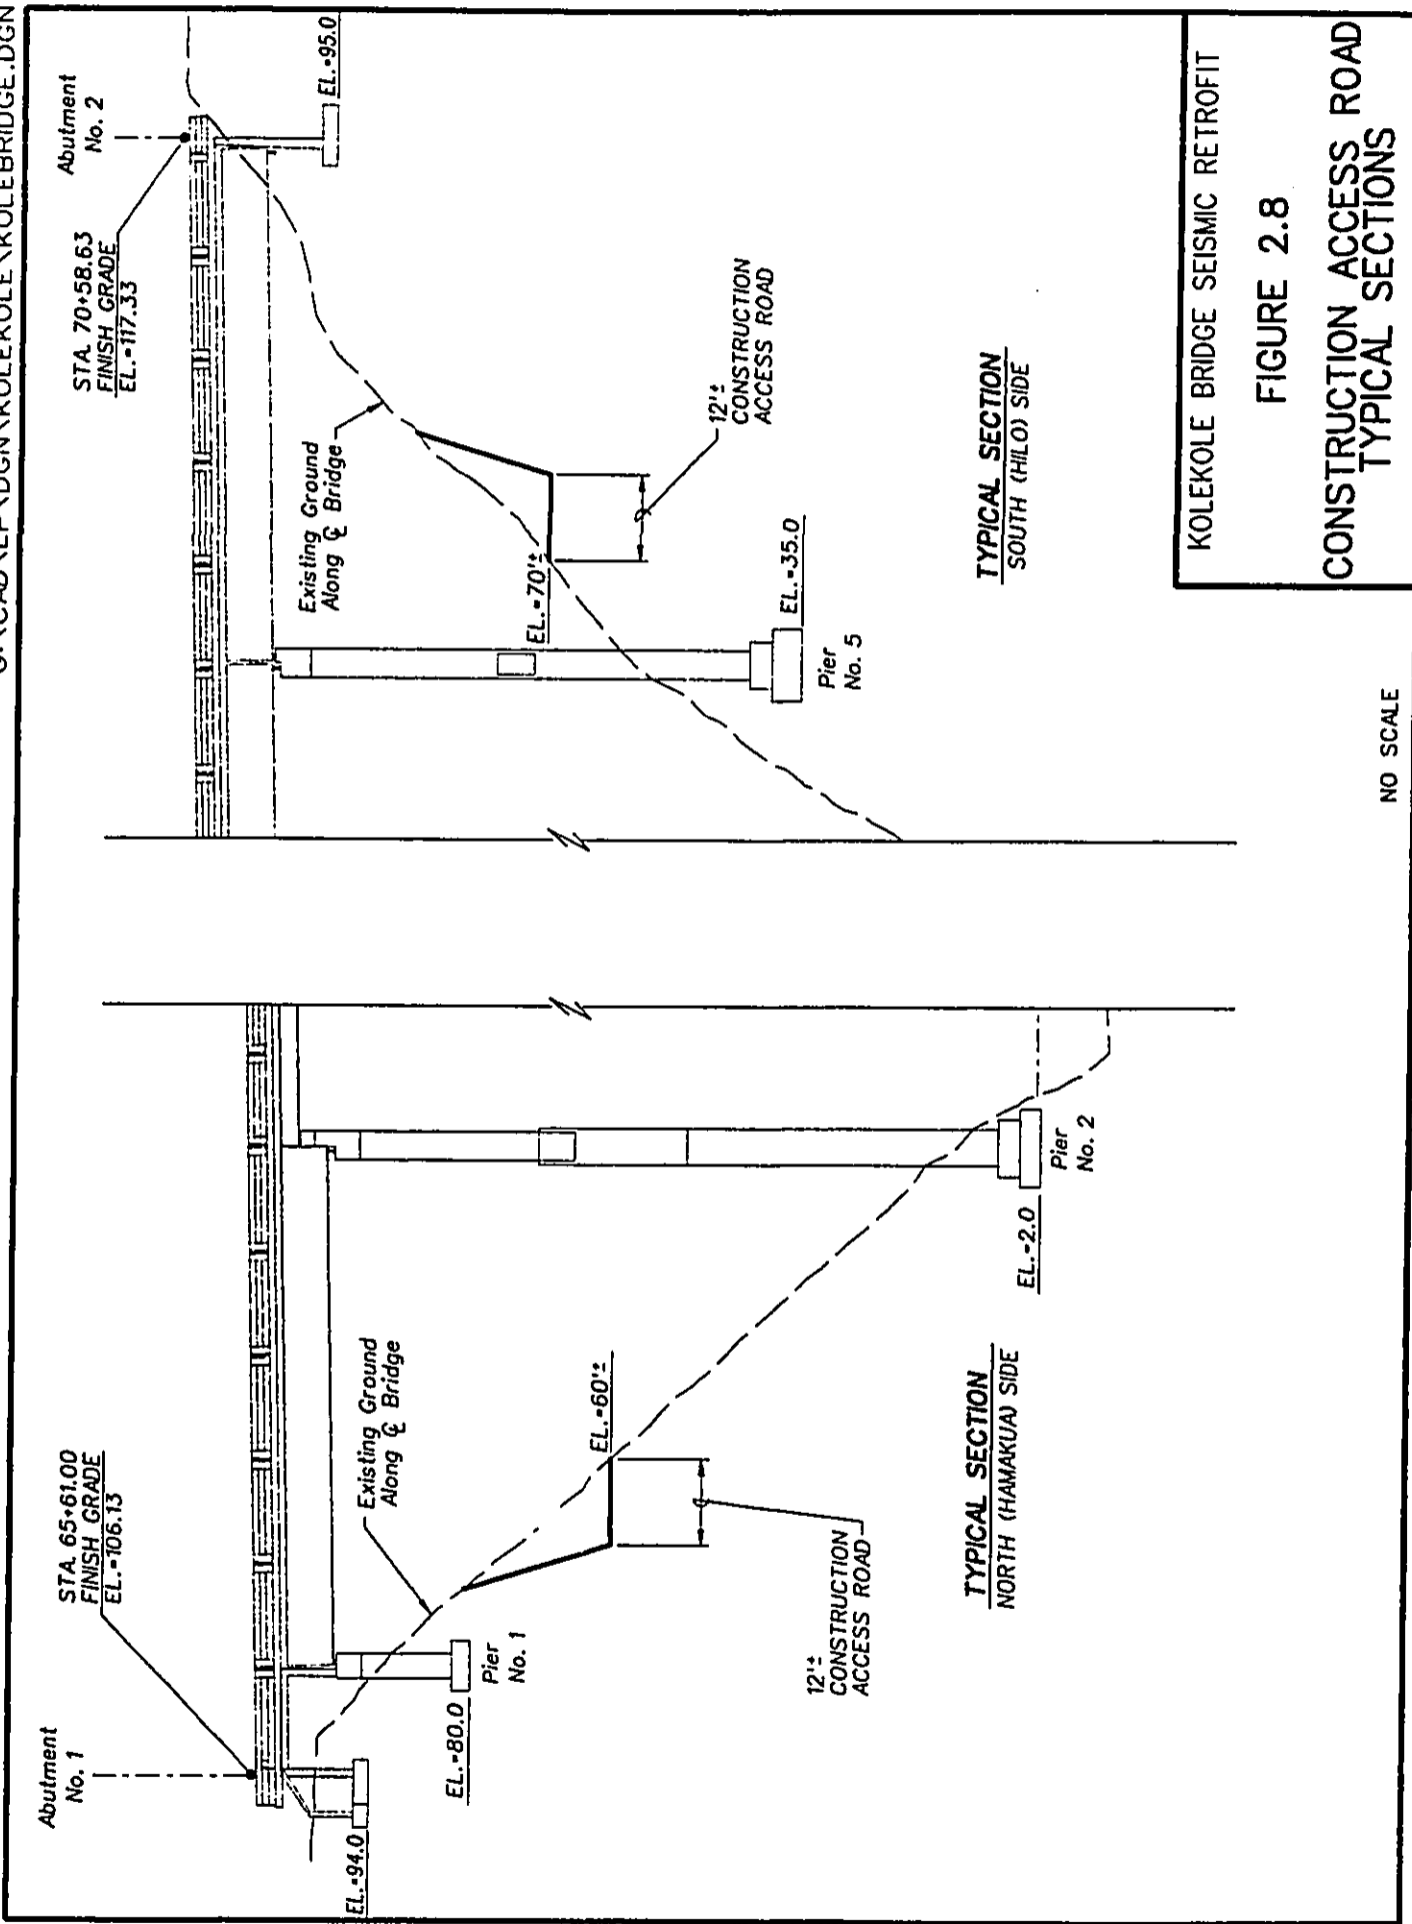 Abutment
No. 1
STA. 65+61.00
FINISH GRADE
EL.=106.13
EL.=94.0
EL.=80.0
Pier
No. 1
Existing Ground
Along ℄ Bridge
EL.=60'±
12'±
CONSTRUCTION
ACCESS ROAD
EL.=2.0
Pier
No. 2
TYPICAL SECTION
NORTH (HAMAKUA) SIDE
STA. 70+58.63
FINISH GRADE
EL.=117.33
Abutment
No. 2
EL.=95.0
Existing Ground
Along ℄ Bridge
EL.=70'±
12'±
CONSTRUCTION
ACCESS ROAD
EL.=35.0
Pier
No. 5
TYPICAL SECTION
SOUTH (HILO) SIDE
NO SCALE
KOLEKOLE BRIDGE SEISMIC RETROFIT
FIGURE 2.8
CONSTRUCTION ACCESS ROAD
TYPICAL SECTIONS